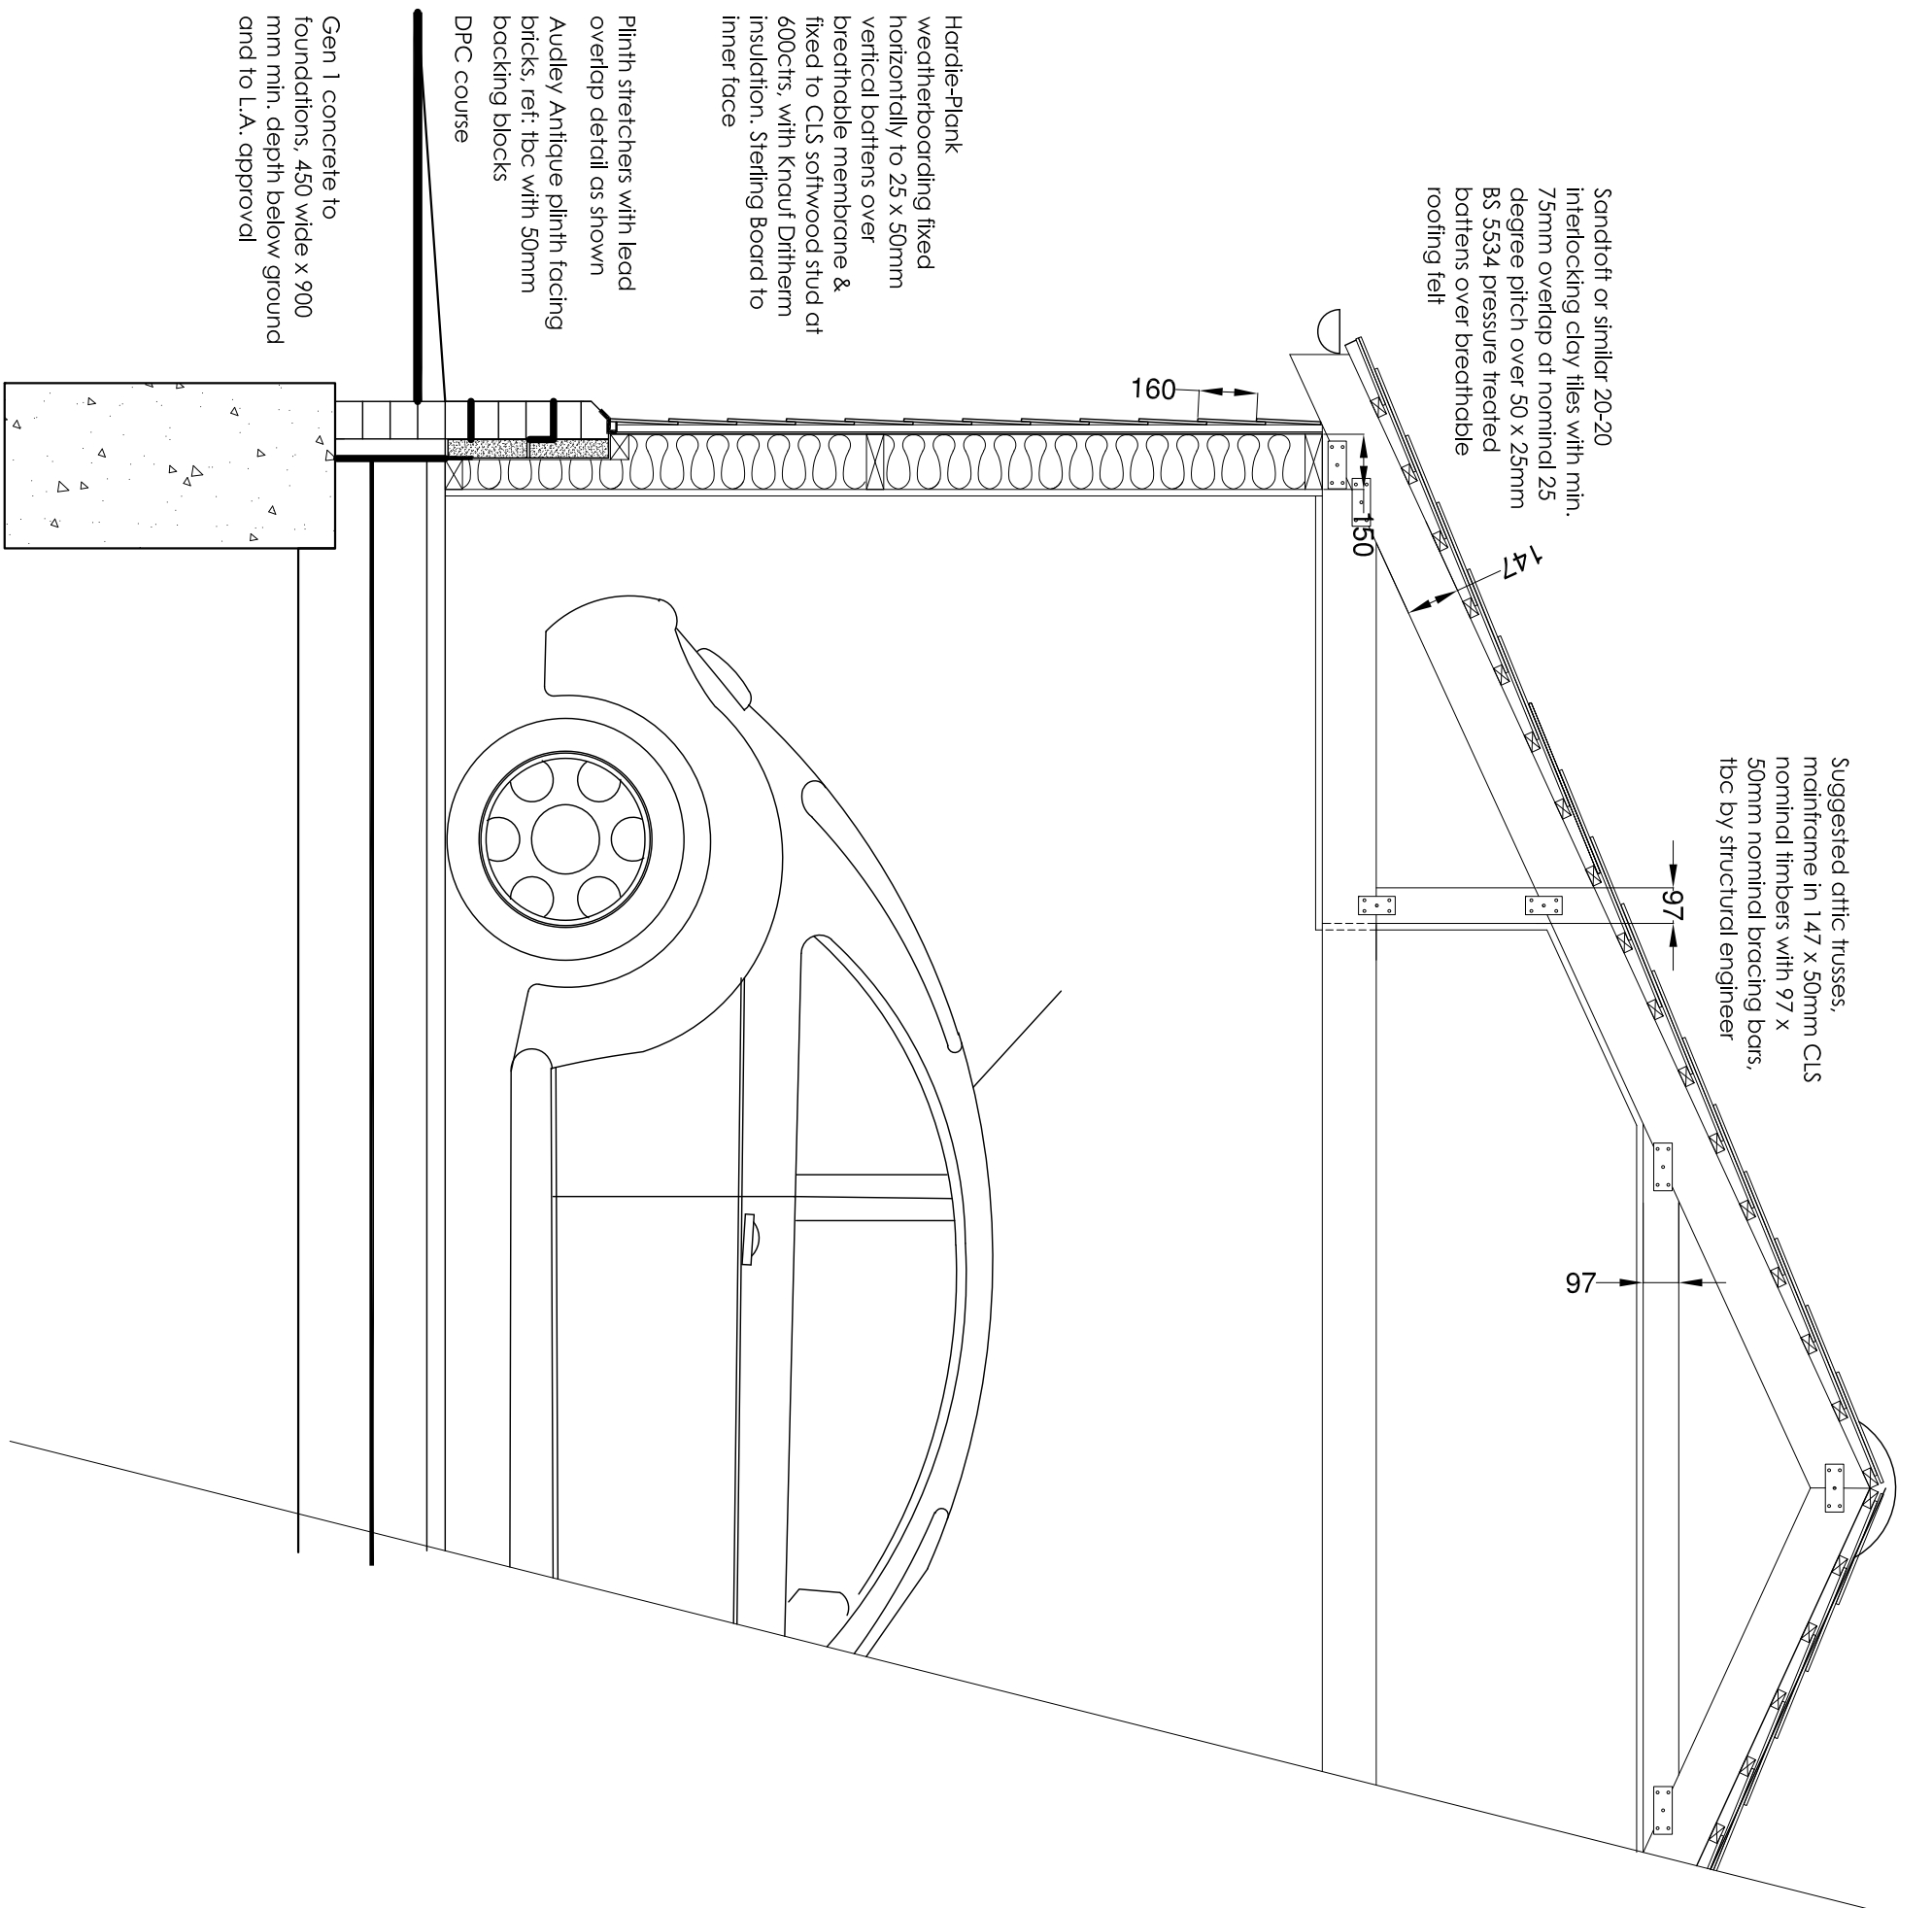 Suggested attic trusses,
mainframe in 147 x 50mm CLS
nominal timbers with 97 x
50mm nominal bracing bars,
tbc by structural engineer
Sandtoft or similar 20-20
interlocking clay tiles with min.
75mm overlap at nominal 25
degree pitch over 50 x 25mm
BS 5534 pressure treated
battens over breathable
roofing felt
97
97
147
150
160
Hardie-Plank
weatherboarding fixed
horizontally to 25 x 50mm
vertical battens over
breathable membrane &
fixed to CLS softwood stud at
600ctrs, with Knauf Dritherm
insulation. Sterling Board to
inner face
Plinth stretchers with lead
overlap detail as shown
Audley Antique plinth facing
bricks, ref: tbc with 50mm
backing blocks
DPC course
Gen 1 concrete to
foundations, 450 wide x 900
mm min. depth below ground
and to L.A. approval